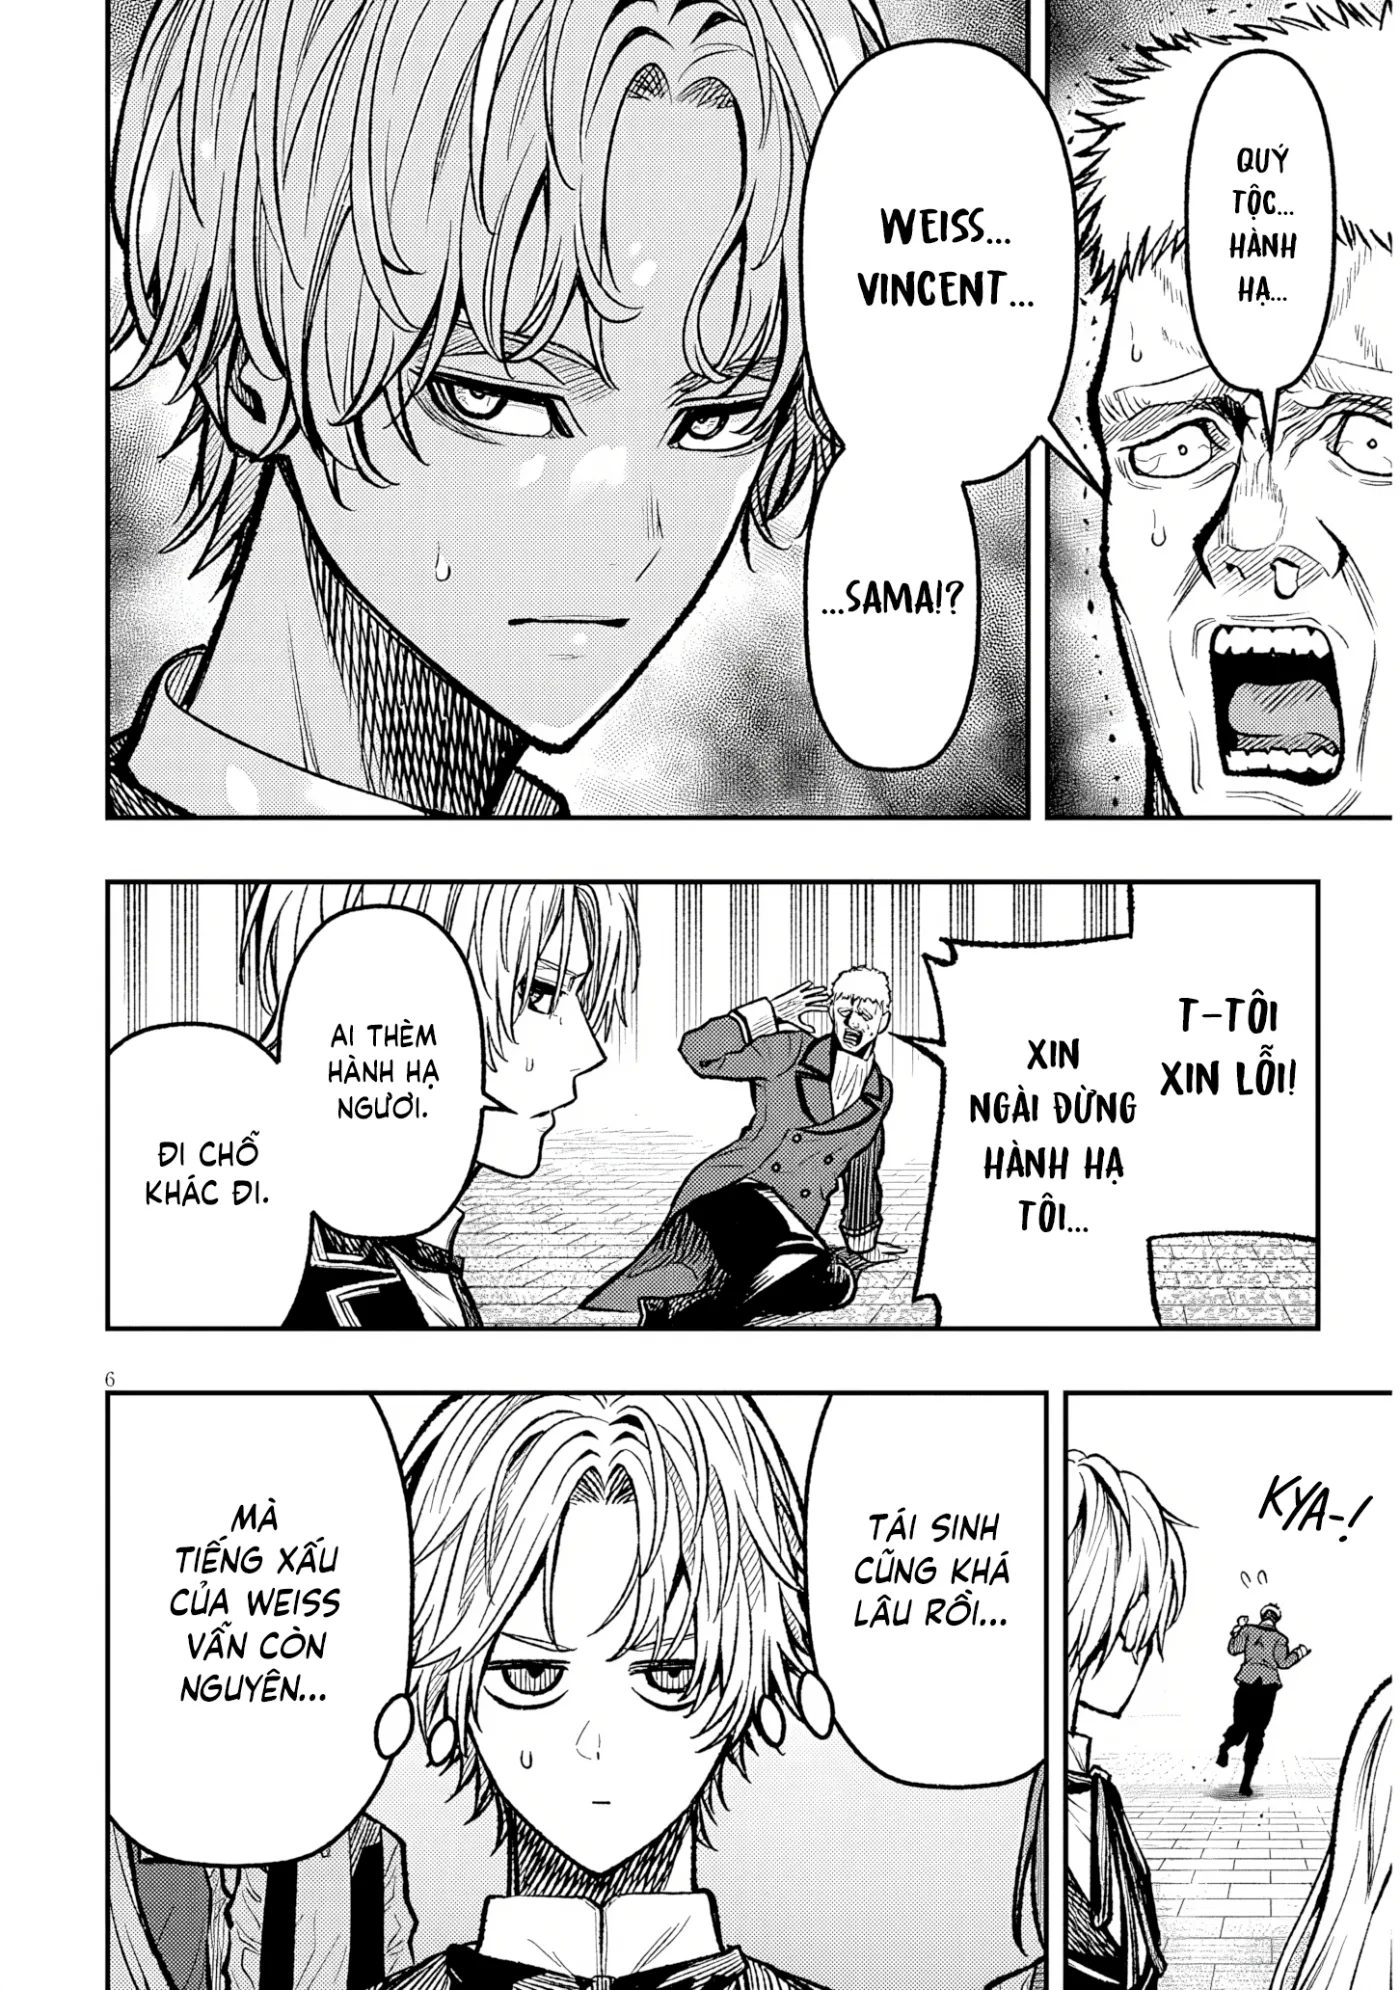 QUÝ
TỘC...
HÀNH
HẠ...
WEISS...
VINCENT...
...SAMA!?
T-TÔI
XIN LỖI!
XIN
NGÀI ĐỪNG
HÀNH HẠ
TÔI...
AI THÈM
HÀNH HẠ
NGƯƠI.
ĐI CHỖ
KHÁC ĐI.
6
KYA-!
TÁI SINH
CŨNG KHÁ
LÂU RỒI...
MÀ
TIẾNG XẤU
CỦA WEISS
VẪN CÒN
NGUYÊN...